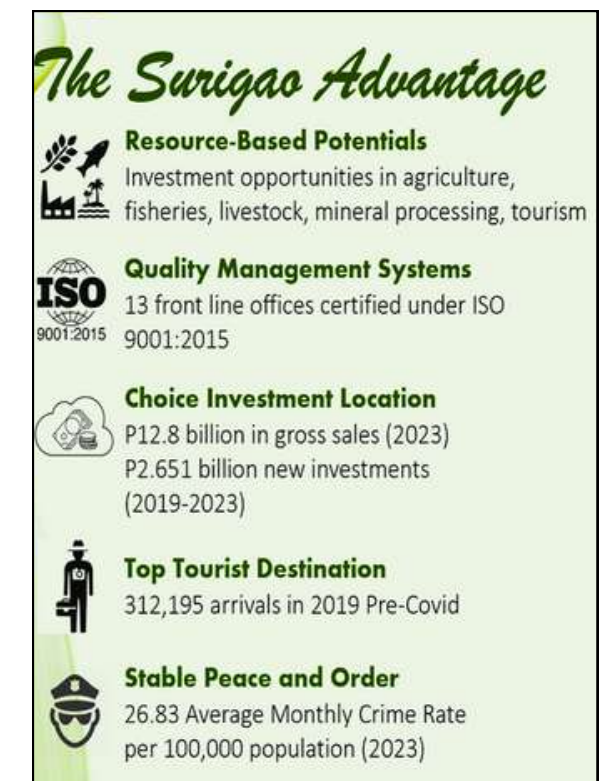 The Surigao Advantage
Resource-Based Potentials
Investment opportunities in agriculture,
fisheries, livestock, mineral processing, tourism
Quality Management Systems
ISO
9001:2015
13 front line offices certified under ISO
9001:2015
Choice Investment Location
P12.8 billion in gross sales (2023)
P2.651 billion new investments
(2019-2023)
Top Tourist Destination
312,195 arrivals in 2019 Pre-Covid
Stable Peace and Order
26.83 Average Monthly Crime Rate
per 100,000 population (2023)